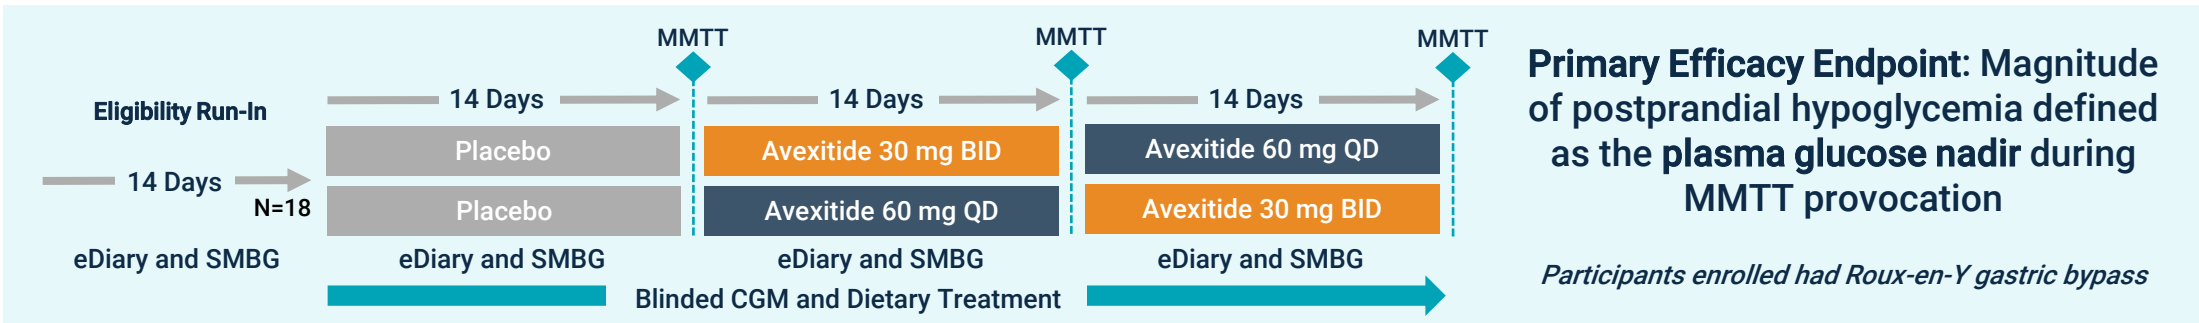 MMTT
MMTT
MMTT
Eligibility Run-In
14 Days
14 Days
14 Days
14 Days
N=18
Placebo
Avexitide 30 mg BID
Avexitide 60 mg QD
Placebo
Avexitide 60 mg QD
Avexitide 30 mg BID
eDiary and SMBG
eDiary and SMBG
eDiary and SMBG
eDiary and SMBG
Blinded CGM and Dietary Treatment
Primary Efficacy Endpoint: Magnitude
of postprandial hypoglycemia defined
as the plasma glucose nadir during
MMTT provocation
Participants enrolled had Roux-en-Y gastric bypass